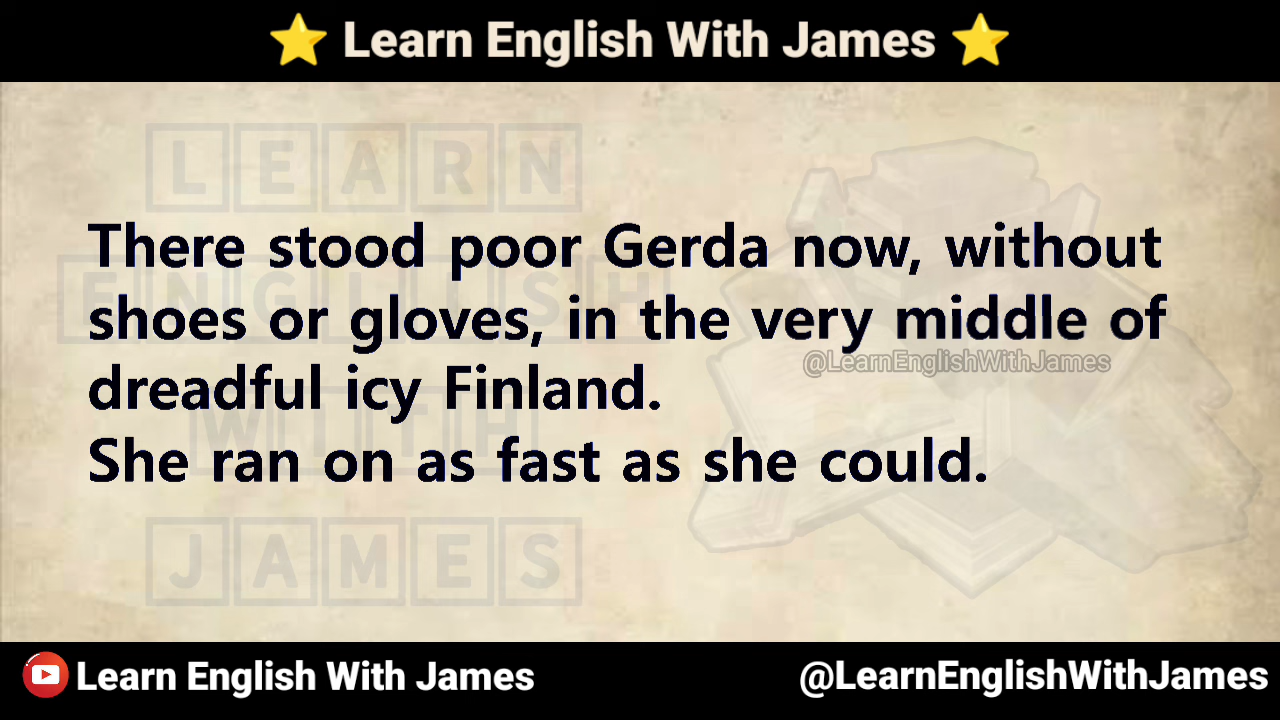 ⭐ Learn English With James ⭐
LEARN
There stood poor Gerda now, without
ENGLISH
shoes or gloves, in the very middle of
@LearnEnglishWithJames
dreadful icy Finland.
WITH
She ran on as fast as she could.
JAMES
Learn English With James
@LearnEnglishWithJames